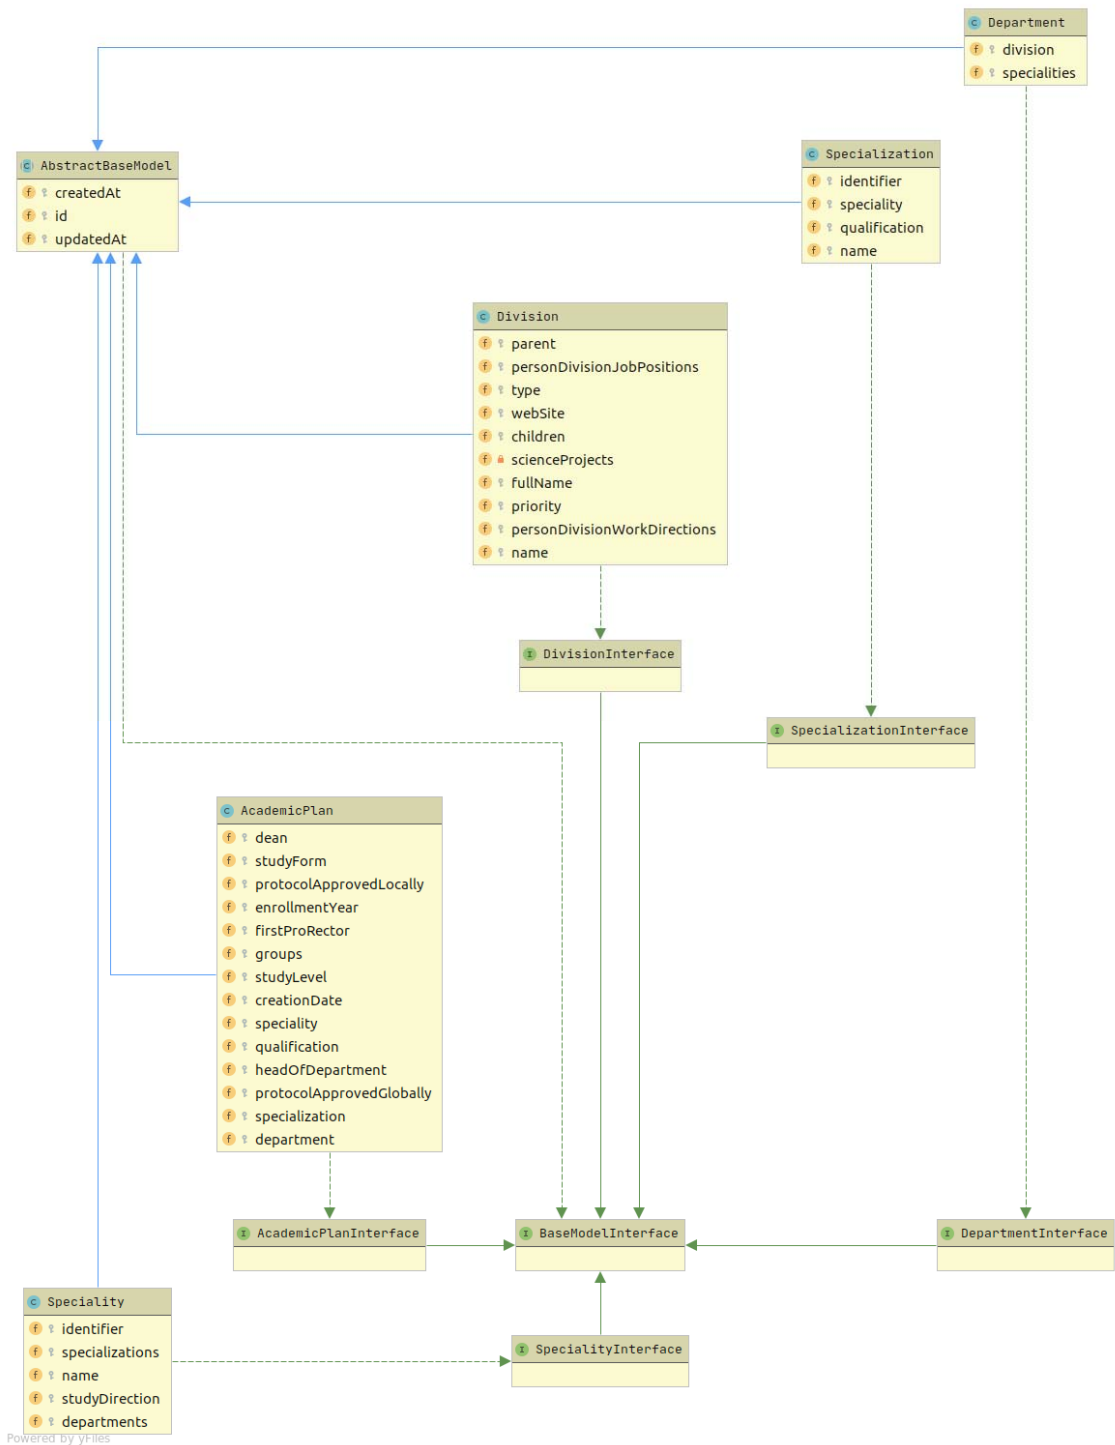 Department
division
specialities
AbstractBaseModel
createdAt
id
updatedAt
Specialization
identifier
speciality
qualification
name
Division
parent
personDivisionJobPositions
type
webSite
children
scienceProjects
fullName
priority
personDivisionWorkDirections
name
DivisionInterface
SpecializationInterface
AcademicPlan
dean
studyForm
protocolApprovedLocally
enrollmentYear
firstProRector
groups
studyLevel
creationDate
speciality
qualification
headOfDepartment
protocolApprovedGlobally
specialization
department
AcademicPlanInterface
BaseModelInterface
DepartmentInterface
Speciality
identifier
specializations
name
studyDirection
departments
SpecialityInterface
Powered by yFiles